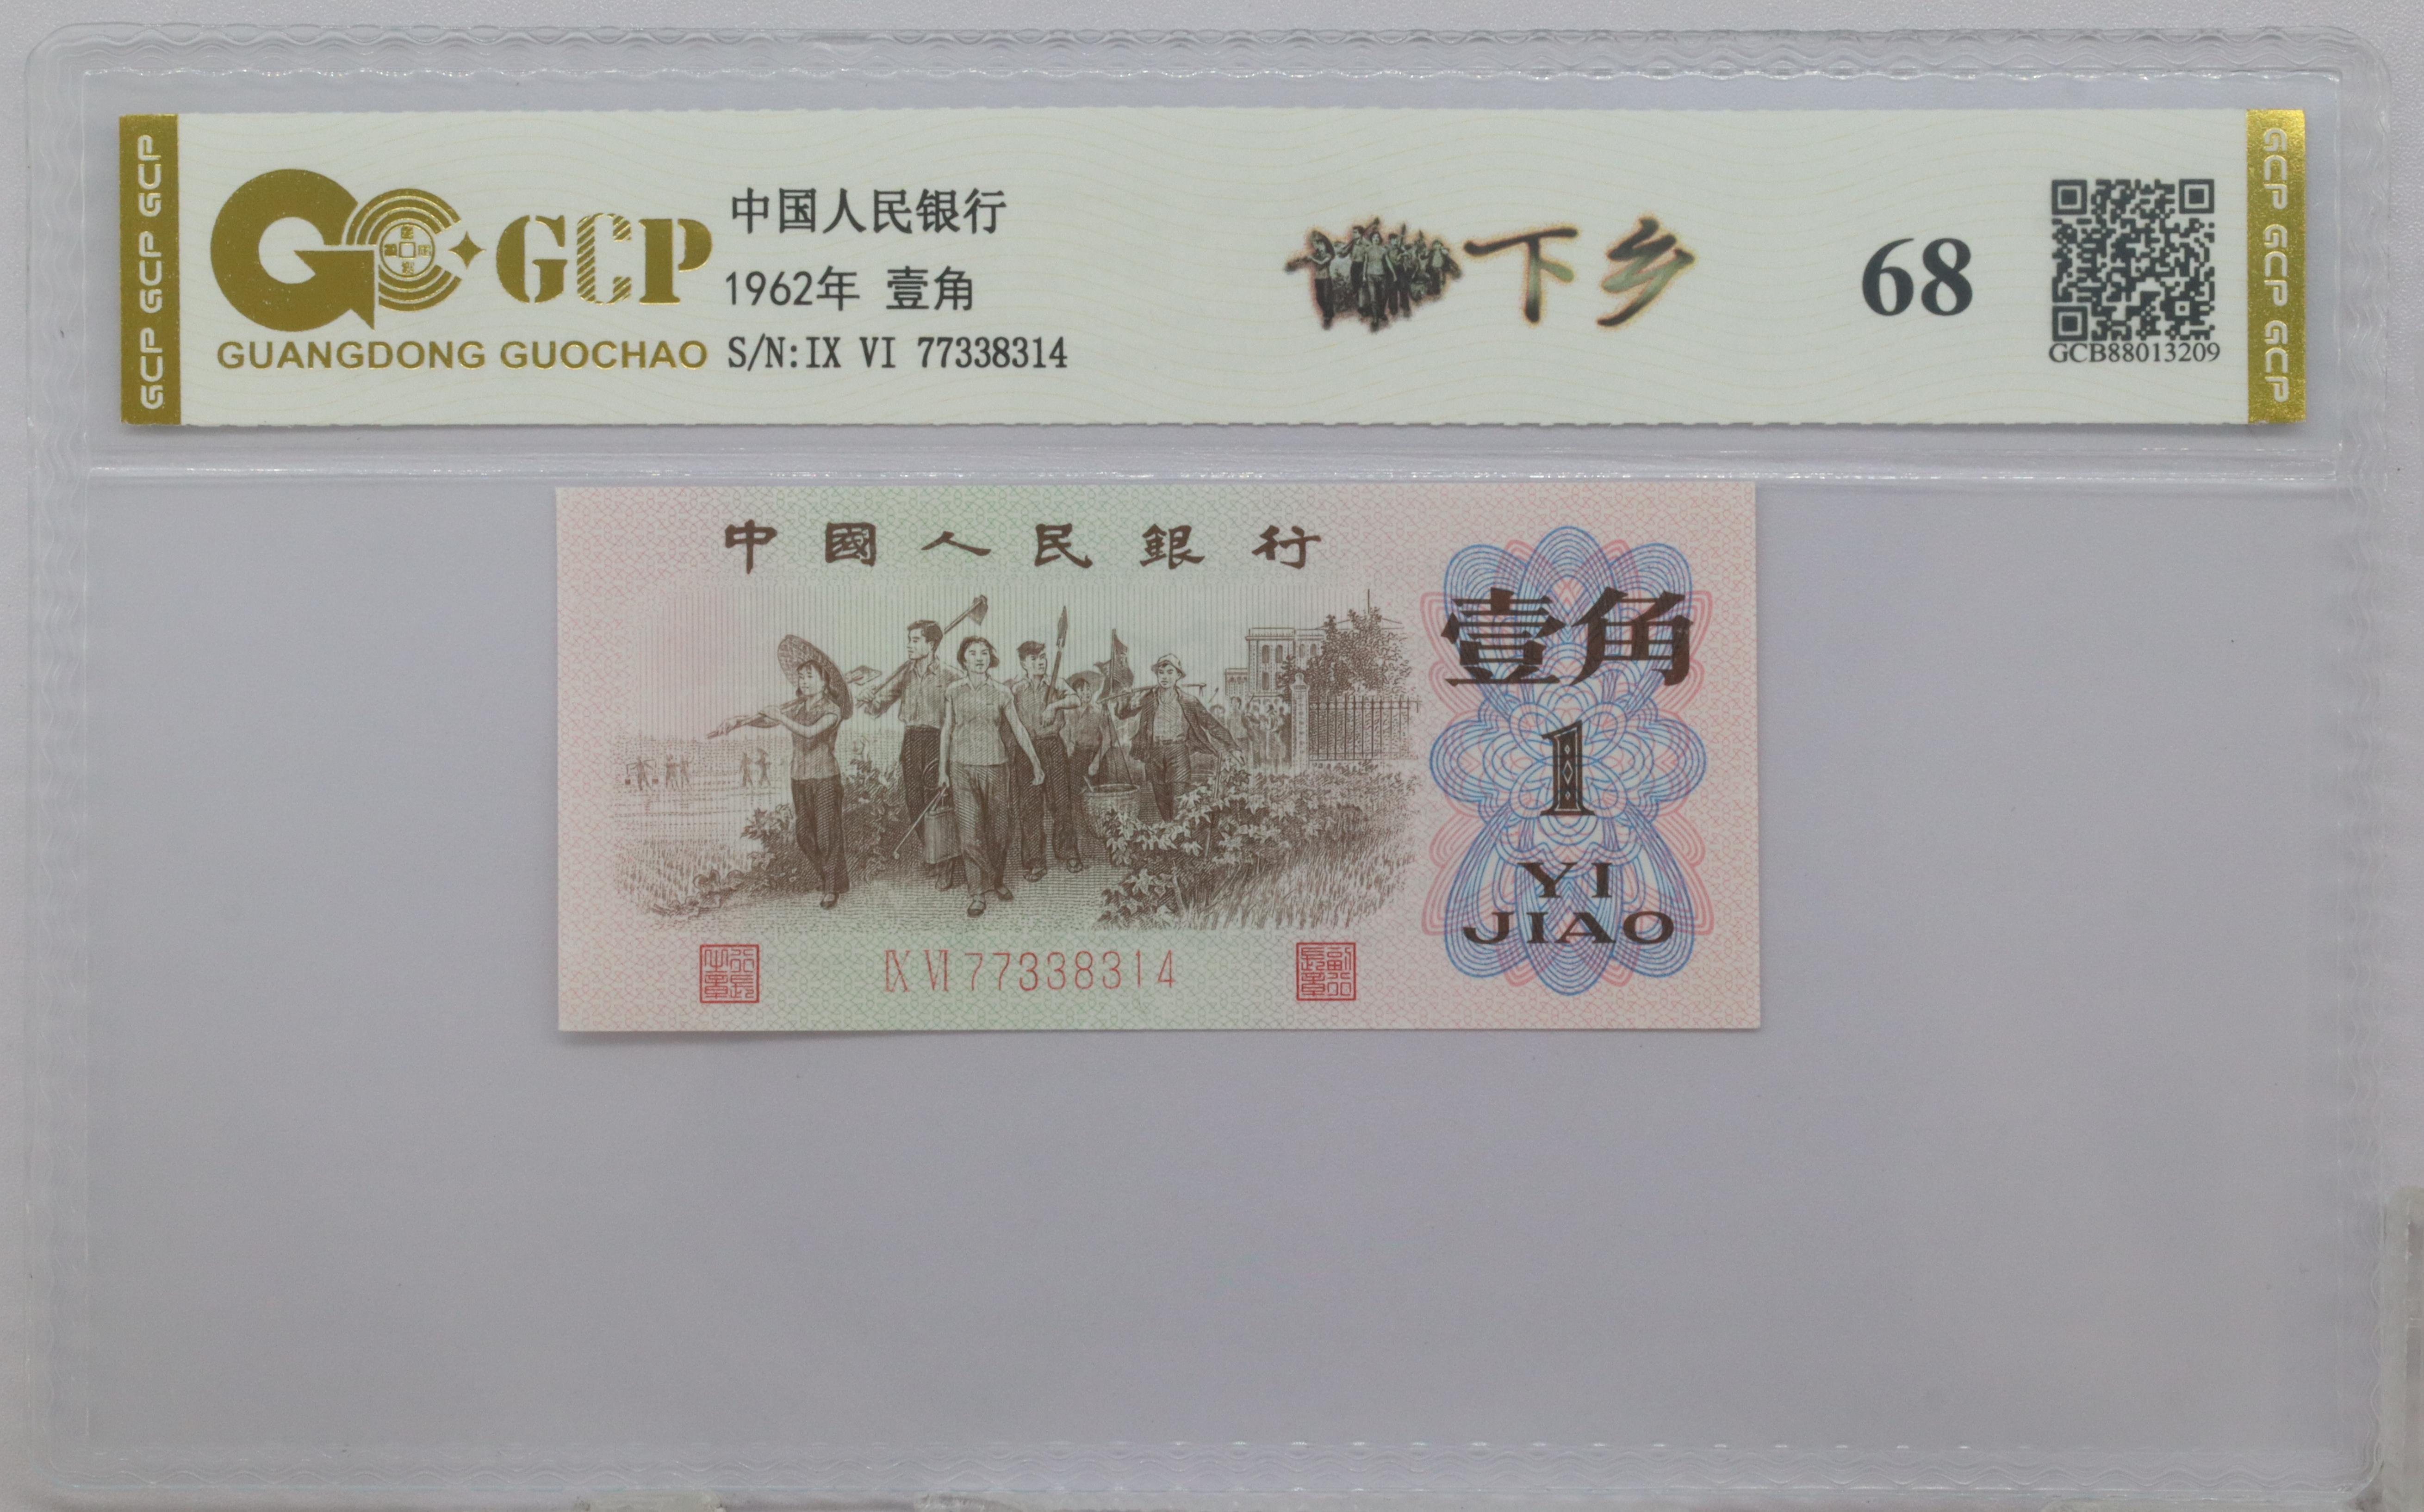 GCP GCP GCP
GCP
GUANGDONG GUOCHAO
中国人民银行
1962年 壹角
S/N:IX VI 77338314
下乡
68
GCB88013209
GCP GCP GCP
中國人民銀行
壹角
1
YI
JIAO
IX VI 77338314